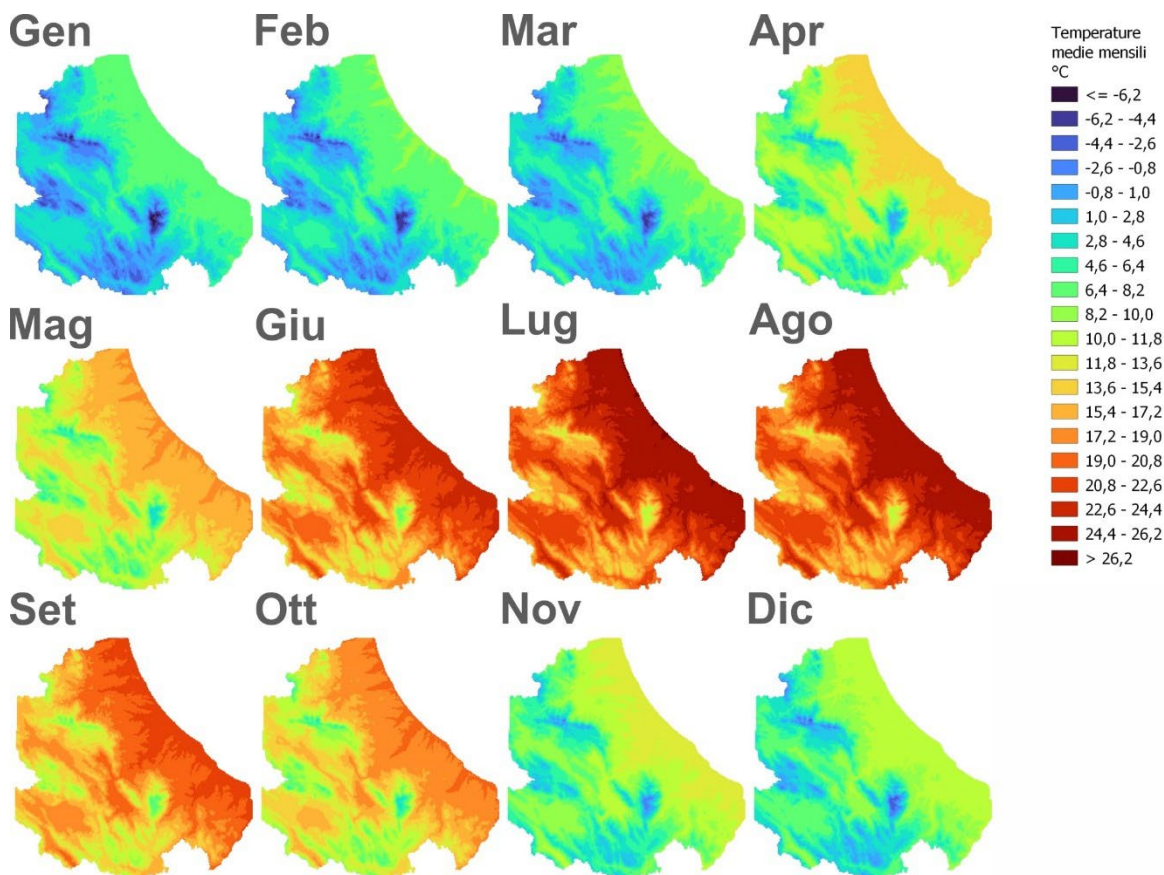 Gen
Feb
Mar
Apr
Temperature
medie mensili
°C
<= -6,2
-6,2 - -4,4
-4,4 - -2,6
-2,6 - -0,8
-0,8 - 1,0
1,0 - 2,8
2,8 - 4,6
4,6 - 6,4
6,4 - 8,2
8,2 - 10,0
10,0 - 11,8
11,8 - 13,6
13,6 - 15,4
15,4 - 17,2
17,2 - 19,0
19,0 - 20,8
20,8 - 22,6
22,6 - 24,4
24,4 - 26,2
> 26,2
Mag
Giu
Lug
Ago
Set
Ott
Nov
Dic